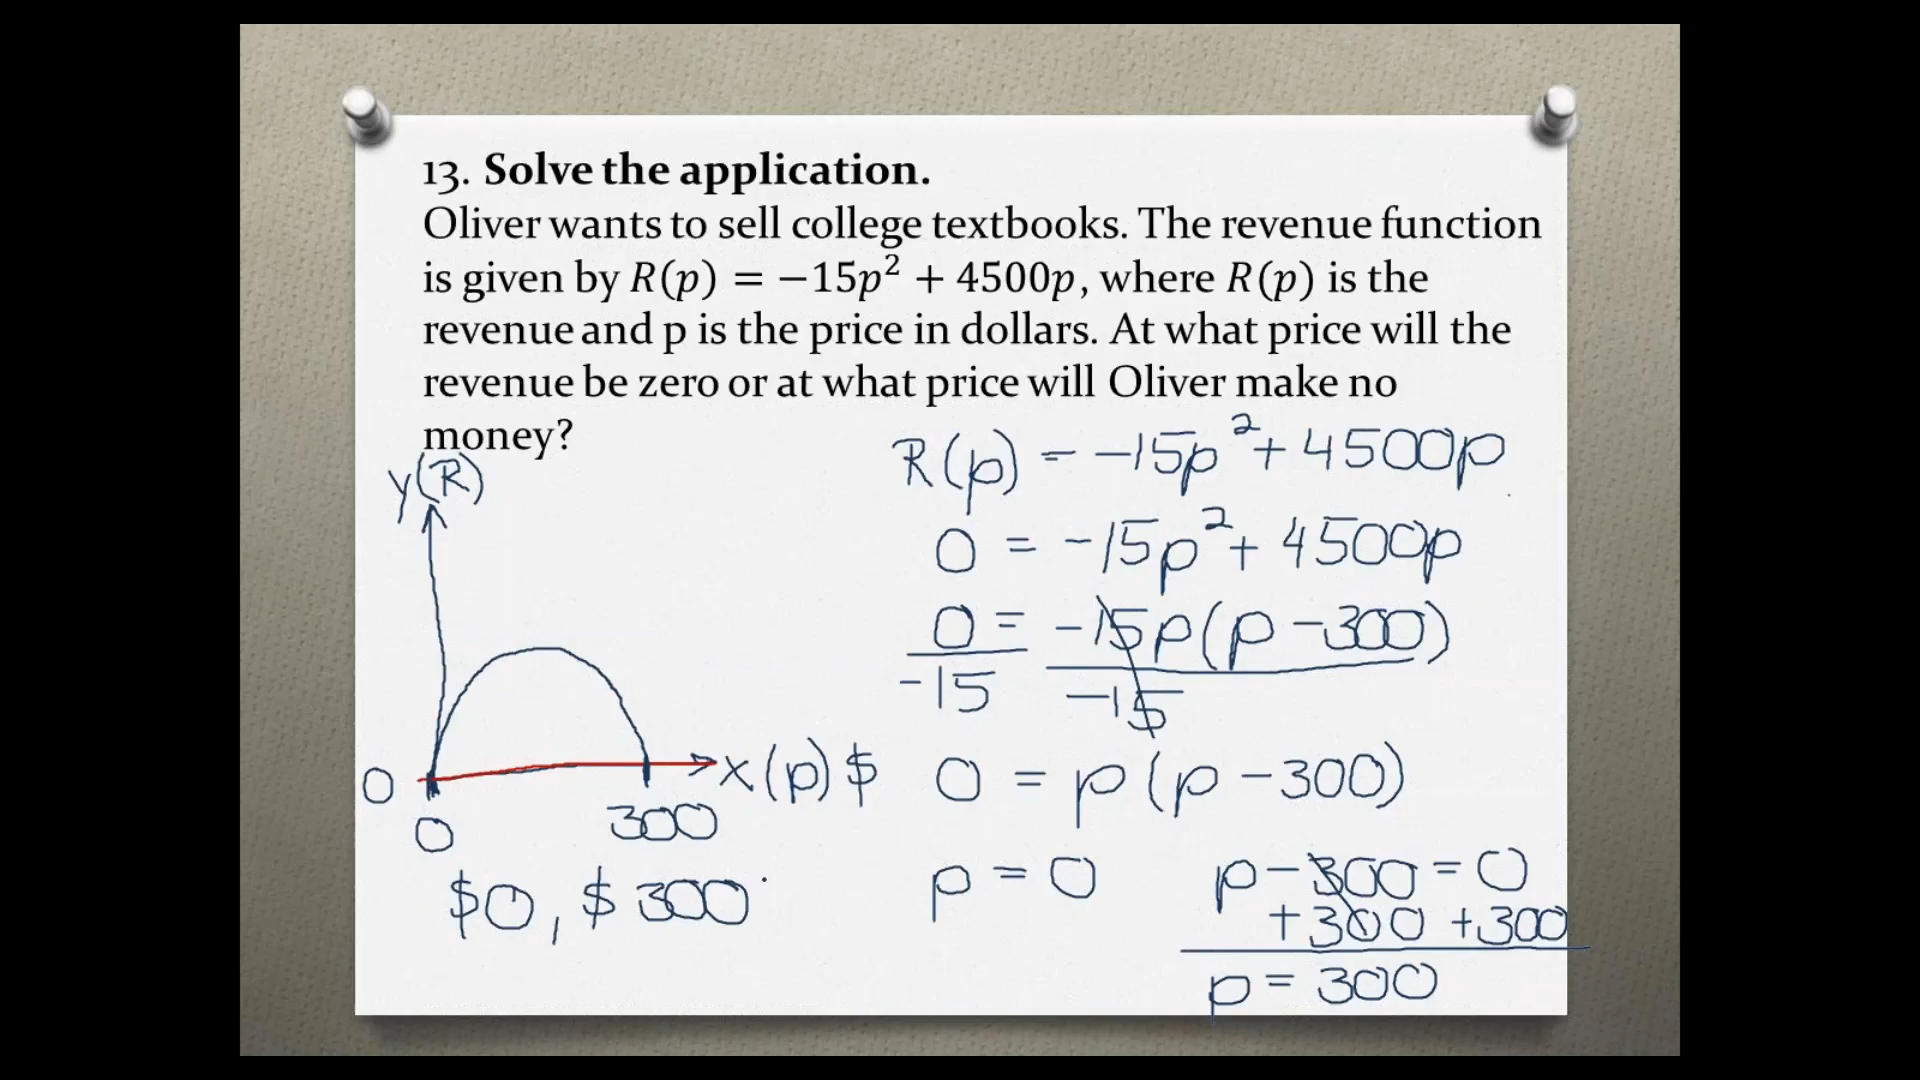 13. Solve the application.
Oliver wants to sell college textbooks. The revenue function
is given by R(p) = −15p² + 4500p, where R(p) is the
revenue and p is the price in dollars. At what price will the
revenue be zero or at what price will Oliver make no
money?
R(p) = -15p² + 4500p
0 = -15p² + 4500p
0 = -15p(p - 300)
-15 -15
0 = p(p - 300)
p = 0
p - 300 = 0
+300 +300
p = 300
y(R)
x(p) $
0
0
300
$0, $300